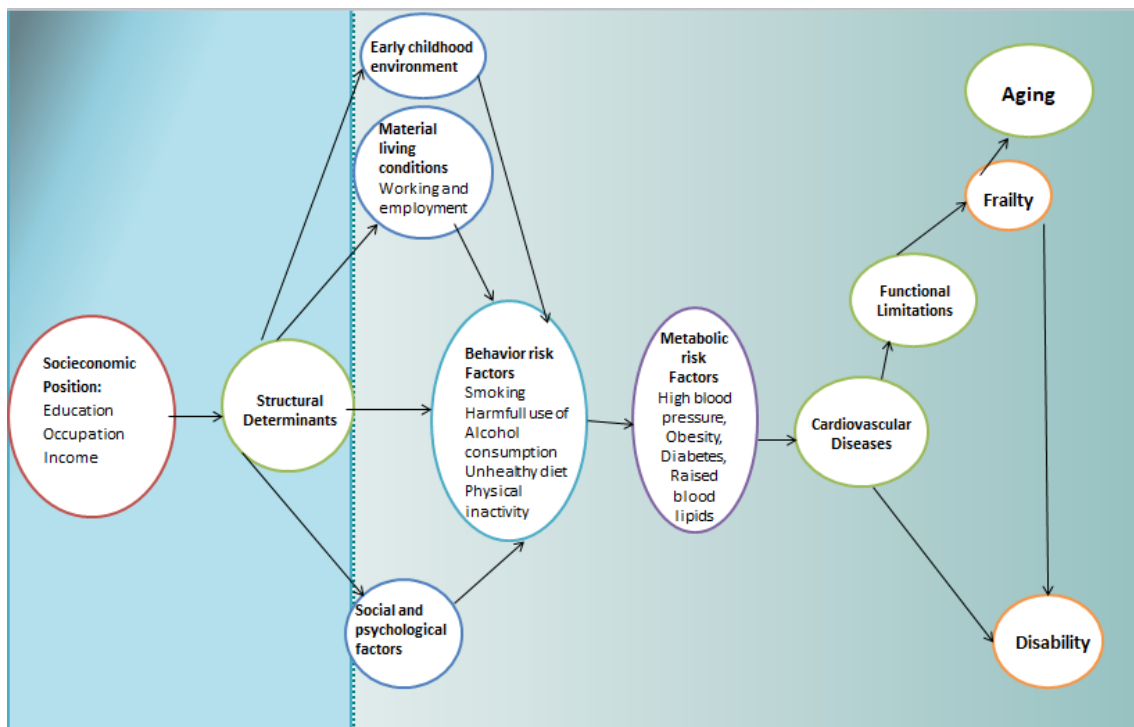 Early childhood
environment
Material
living
conditions
Working and
employment
Socieconomic
Position:
Education
Occupation
Income
Structural
Determinants
Social and
psychological
factors
Behavior risk
Factors
Smoking
Harmfull use of
Alcohol
consumption
Unhealthy diet
Physical
inactivity
Metabolic
risk
Factors
High blood
pressure,
Obesity,
Diabetes,
Raised
blood
lipids
Cardiovascular
Diseases
Functional
Limitations
Frailty
Aging
Disability